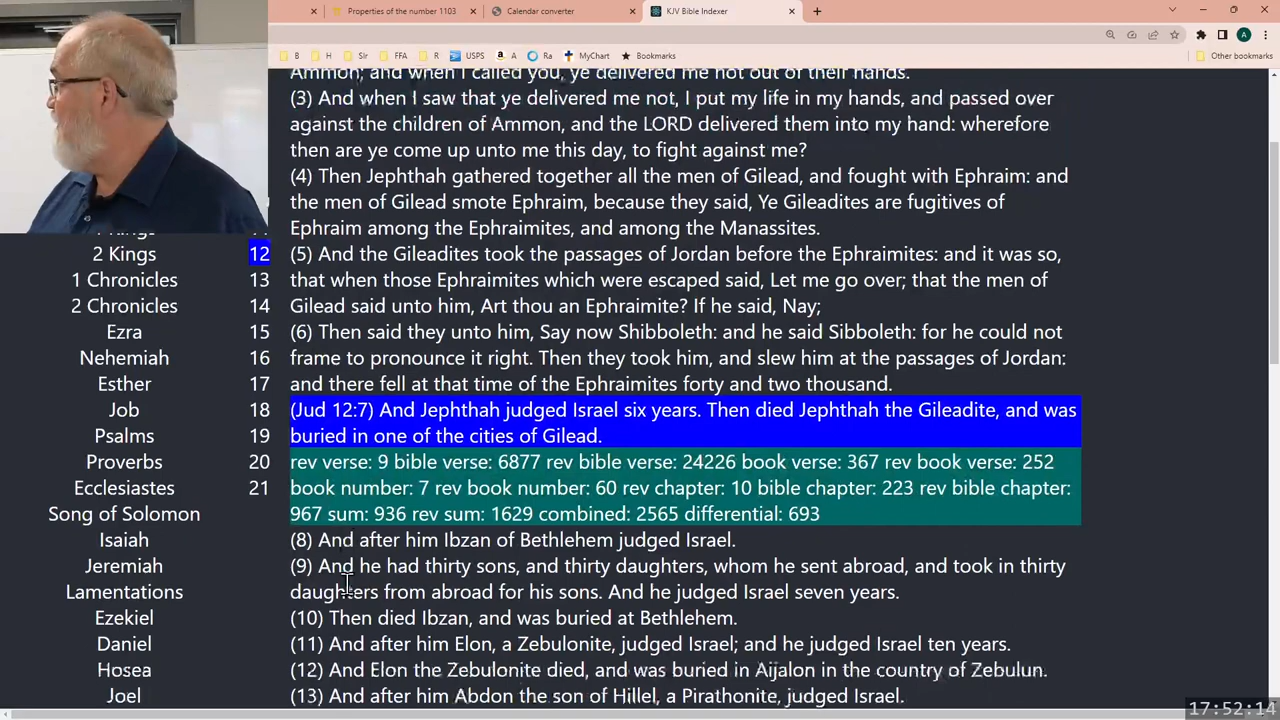 Properties of the number 1103
Calendar converter
KJV Bible Indexer
B
H
Sir
FFA
R
USPS
A
Ra
MyChart
Bookmarks
Other bookmarks
A
Ammon; and when I called you, ye delivered me not out of their hands.
(3) And when I saw that ye delivered me not, I put my life in my hands, and passed over
against the children of Ammon, and the LORD delivered them into my hand: wherefore
then are ye come up unto me this day, to fight against me?
(4) Then Jephthah gathered together all the men of Gilead, and fought with Ephraim: and
the men of Gilead smote Ephraim, because they said, Ye Gileadites are fugitives of
Ephraim among the Ephraimites, and among the Manassites.
(5) And the Gileadites took the passages of Jordan before the Ephraimites: and it was so,
that when those Ephraimites which were escaped said, Let me go over; that the men of
Gilead said unto him, Art thou an Ephraimite? If he said, Nay;
(6) Then said they unto him, Say now Shibboleth: and he said Sibboleth: for he could not
frame to pronounce it right. Then they took him, and slew him at the passages of Jordan:
and there fell at that time of the Ephraimites forty and two thousand.
(Jud 12:7) And Jephthah judged Israel six years. Then died Jephthah the Gileadite, and was
buried in one of the cities of Gilead.
rev verse: 9 bible verse: 6877 rev bible verse: 24226 book verse: 367 rev book verse: 252
book number: 7 rev book number: 60 rev chapter: 10 bible chapter: 223 rev bible chapter:
967 sum: 936 rev sum: 1629 combined: 2565 differential: 693
(8) And after him Ibzan of Bethlehem judged Israel.
(9) And he had thirty sons, and thirty daughters, whom he sent abroad, and took in thirty
daughters from abroad for his sons. And he judged Israel seven years.
(10) Then died Ibzan, and was buried at Bethlehem.
(11) And after him Elon, a Zebulonite, judged Israel; and he judged Israel ten years.
(12) And Elon the Zebulonite died, and was buried in Aijalon in the country of Zebulun.
(13) And after him Abdon the son of Hillel, a Pirathonite, judged Israel.
2 Kings
1 Chronicles
2 Chronicles
Ezra
Nehemiah
Esther
Job
Psalms
Proverbs
Ecclesiastes
Song of Solomon
Isaiah
Jeremiah
Lamentations
Ezekiel
Daniel
Hosea
Joel
12
13
14
15
16
17
18
19
20
21
17:52:14